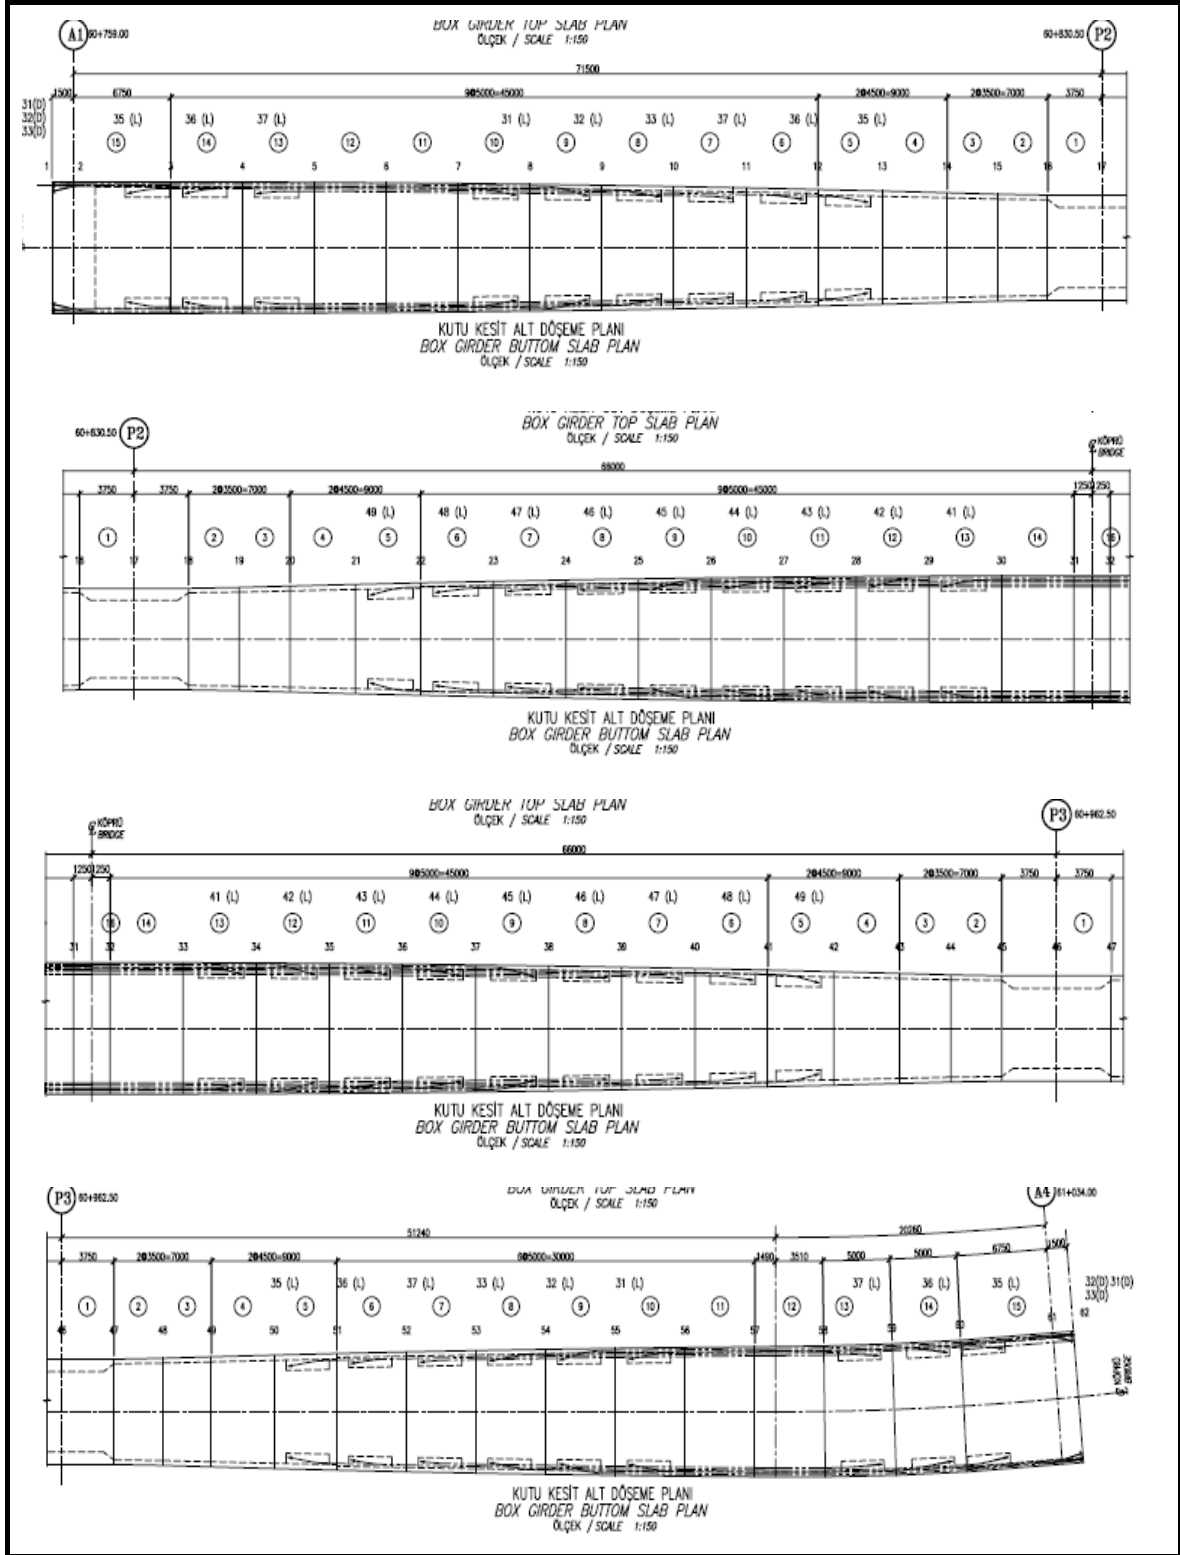 BOX GIRDER TOP SLAB PLAN
ÖLÇEK / SCALE 1:150
A1 60+759.00
60+830.50 P2
71500
1500 6750 9@5000=45000 2@4500=9000 2@3500=7000 3750
31(D)
32(D)
33(D)
35 (L) 36 (L) 37 (L) 31 (L) 32 (L) 33 (L) 37 (L) 36 (L) 35 (L)
15 14 13 12 11 10 9 8 7 6 5 4 3 2 1
1 2 3 4 5 6 7 8 9 10 11 12 13 14 15 16 17
KUTU KESİT ALT DÖŞEME PLANI
BOX GIRDER BUTTOM SLAB PLAN
ÖLÇEK / SCALE 1:150
BOX GIRDER TOP SLAB PLAN
ÖLÇEK / SCALE 1:150
60+830.50 P2
KÖPRÜ
BRIDGE
66000
3750 3750 2@3500=7000 2@4500=9000 9@5000=45000 1250 1250
49 (L) 48 (L) 47 (L) 46 (L) 45 (L) 44 (L) 43 (L) 42 (L) 41 (L)
1 2 3 4 5 6 7 8 9 10 11 12 13 14 16
16 17 18 19 20 21 22 23 24 25 26 27 28 29 30 31 32
KUTU KESİT ALT DÖŞEME PLANI
BOX GIRDER BUTTOM SLAB PLAN
ÖLÇEK / SCALE 1:150
BOX GIRDER TOP SLAB PLAN
ÖLÇEK / SCALE 1:150
KÖPRÜ
BRIDGE
P3 60+962.50
66000
1250 1250 9@5000=45000 2@4500=9000 2@3500=7000 3750 3750
41 (L) 42 (L) 43 (L) 44 (L) 45 (L) 46 (L) 47 (L) 48 (L) 49 (L)
16 14 13 12 11 10 9 8 7 6 5 4 3 2 1
31 32 33 34 35 36 37 38 39 40 41 42 43 44 45 46 47
KUTU KESİT ALT DÖŞEME PLANI
BOX GIRDER BUTTOM SLAB PLAN
ÖLÇEK / SCALE 1:150
BOX GIRDER TOP SLAB PLAN
ÖLÇEK / SCALE 1:150
P3 60+962.50
A4 61+034.00
51240 20260
3750 2@3500=7000 2@4500=9000 6@5000=30000 1490 3510 5000 5000 6750 1500
35 (L) 36 (L) 37 (L) 33 (L) 32 (L) 31 (L) 37 (L) 36 (L) 35 (L)
32(D) 31(D)
33(D)
1 2 3 4 5 6 7 8 9 10 11 12 13 14 15
46 47 48 49 50 51 52 53 54 55 56 57 58 59 60 61 62
KÖPRÜ
BRIDGE
KUTU KESİT ALT DÖŞEME PLANI
BOX GIRDER BUTTOM SLAB PLAN
ÖLÇEK / SCALE 1:150